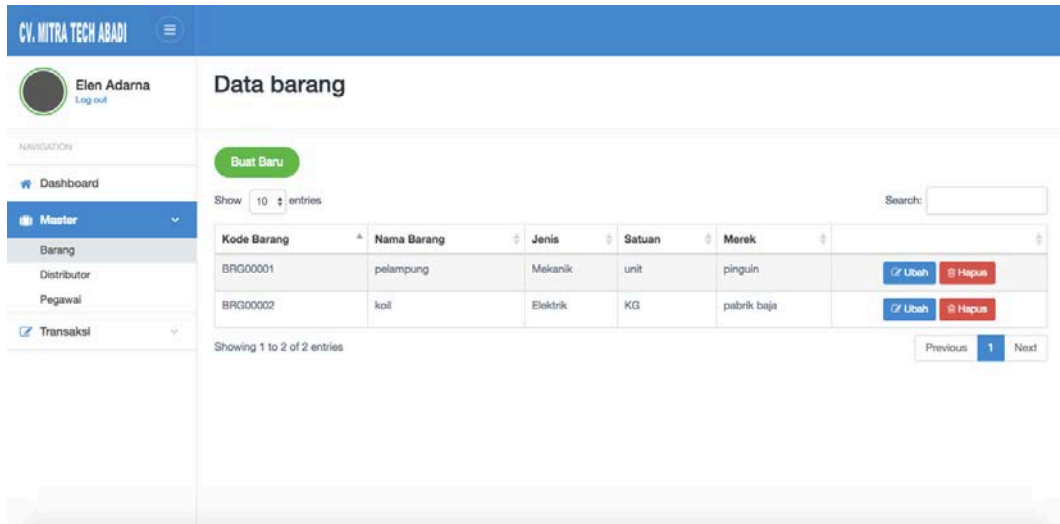 CV. MITRA TECH ABADI
Elen Adarna
Log out
Data barang
NAVIGATION
Buat Baru
Dashboard
Show 10 entries
Search:
Master
Kode Barang Nama Barang Jenis Satuan Merek
Barang
BRG00001 pelampung Mekanik unit pinguin Ubah Hapus
Distributor
Pegawai
BRG00002 koil Elektrik KG pabrik baja Ubah Hapus
Transaksi
Showing 1 to 2 of 2 entries
Previous 1 Next